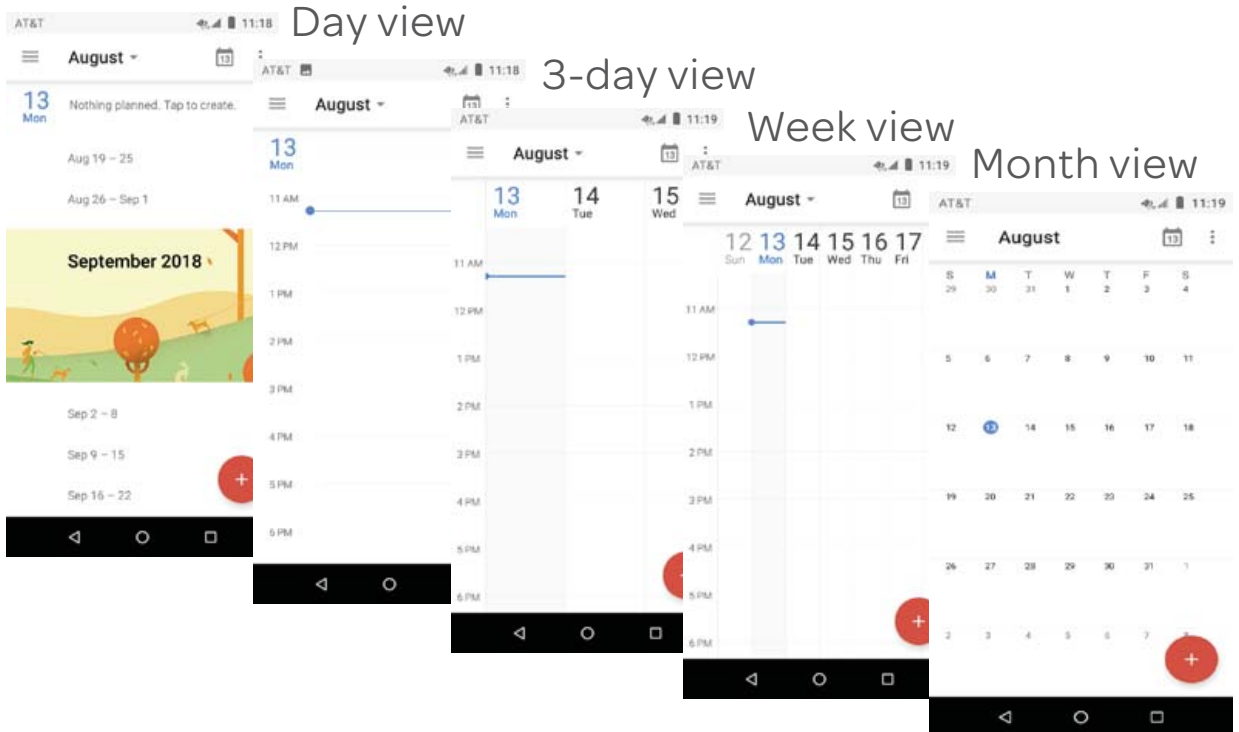 Day view
3-day view
Week view
Month view
AT&T 11:18
August
13
13
Mon
Nothing planned. Tap to create.
Aug 19 – 25
Aug 26 – Sep 1
September 2018
Sep 2 – 8
Sep 9 – 15
Sep 16 – 22
+
AT&T 11:18
August
13
13
Mon
11 AM
12 PM
1 PM
2 PM
3 PM
4 PM
5 PM
6 PM
AT&T 11:19
August
13
13 14 15
Mon Tue Wed
11 AM
12 PM
1 PM
2 PM
3 PM
4 PM
5 PM
6 PM
AT&T 11:19
August
13
12 13 14 15 16 17
Sun Mon Tue Wed Thu Fri
11 AM
12 PM
1 PM
2 PM
3 PM
4 PM
5 PM
6 PM
+
AT&T 11:19
August
13
S M T W T F S
29 30 31 1 2 3 4
5 6 7 8 9 10 11
12 13 14 15 16 17 18
19 20 21 22 23 24 25
26 27 28 29 30 31 1
2 3 4 5 6 7 8
+